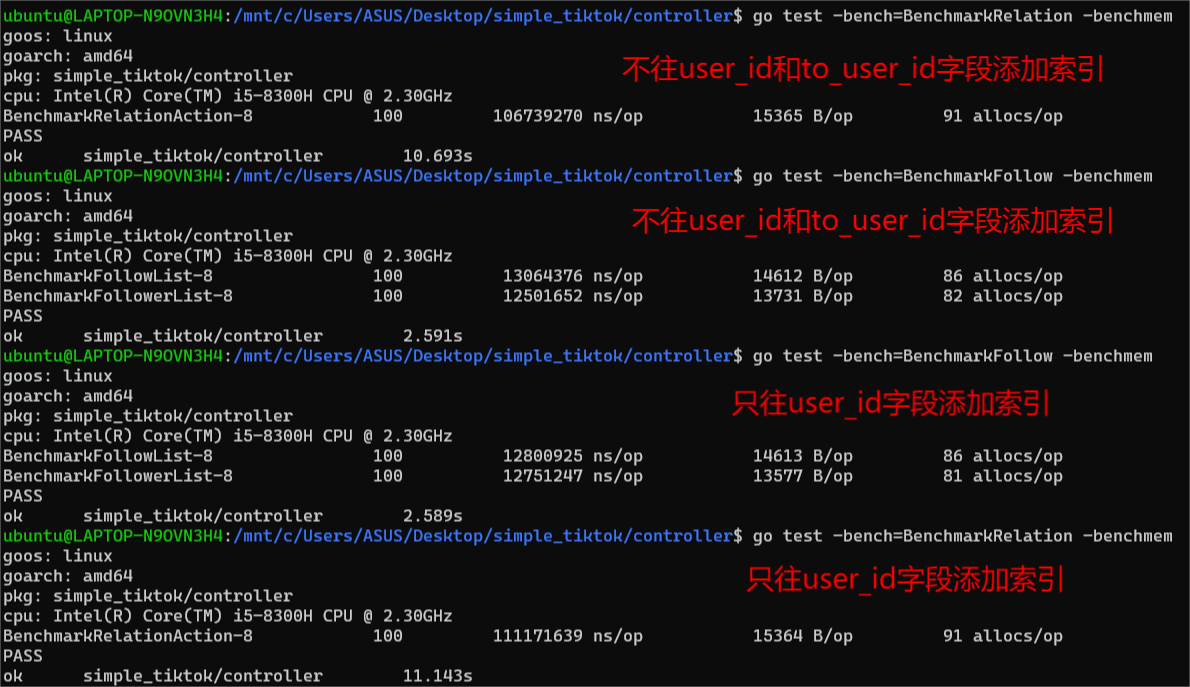 ubuntu@LAPTOP-N9OVN3H4:/mnt/c/Users/ASUS/Desktop/simple_tiktok/controller$ go test -bench=BenchmarkRelation -benchmem
goos: linux
goarch: amd64
不往user_id和to_user_id字段添加索引
pkg: simple_tiktok/controller
cpu: Intel(R) Core(TM) i5-8300H CPU @ 2.30GHz
BenchmarkRelationAction-8 100 106739270 ns/op 15365 B/op 91 allocs/op
PASS
ok simple_tiktok/controller 10.693s
ubuntu@LAPTOP-N9OVN3H4:/mnt/c/Users/ASUS/Desktop/simple_tiktok/controller$ go test -bench=BenchmarkFollow -benchmem
goos: linux
goarch: amd64
不往user_id和to_user_id字段添加索引
pkg: simple_tiktok/controller
cpu: Intel(R) Core(TM) i5-8300H CPU @ 2.30GHz
BenchmarkFollowList-8 100 13064376 ns/op 14612 B/op 86 allocs/op
BenchmarkFollowerList-8 100 12501652 ns/op 13731 B/op 82 allocs/op
PASS
ok simple_tiktok/controller 2.591s
ubuntu@LAPTOP-N9OVN3H4:/mnt/c/Users/ASUS/Desktop/simple_tiktok/controller$ go test -bench=BenchmarkFollow -benchmem
goos: linux
goarch: amd64
只往user_id字段添加索引
pkg: simple_tiktok/controller
cpu: Intel(R) Core(TM) i5-8300H CPU @ 2.30GHz
BenchmarkFollowList-8 100 12800925 ns/op 14613 B/op 86 allocs/op
BenchmarkFollowerList-8 100 12751247 ns/op 13577 B/op 81 allocs/op
PASS
ok simple_tiktok/controller 2.589s
ubuntu@LAPTOP-N9OVN3H4:/mnt/c/Users/ASUS/Desktop/simple_tiktok/controller$ go test -bench=BenchmarkRelation -benchmem
goos: linux
goarch: amd64
只往user_id字段添加索引
pkg: simple_tiktok/controller
cpu: Intel(R) Core(TM) i5-8300H CPU @ 2.30GHz
BenchmarkRelationAction-8 100 111171639 ns/op 15364 B/op 91 allocs/op
PASS
ok simple_tiktok/controller 11.143s